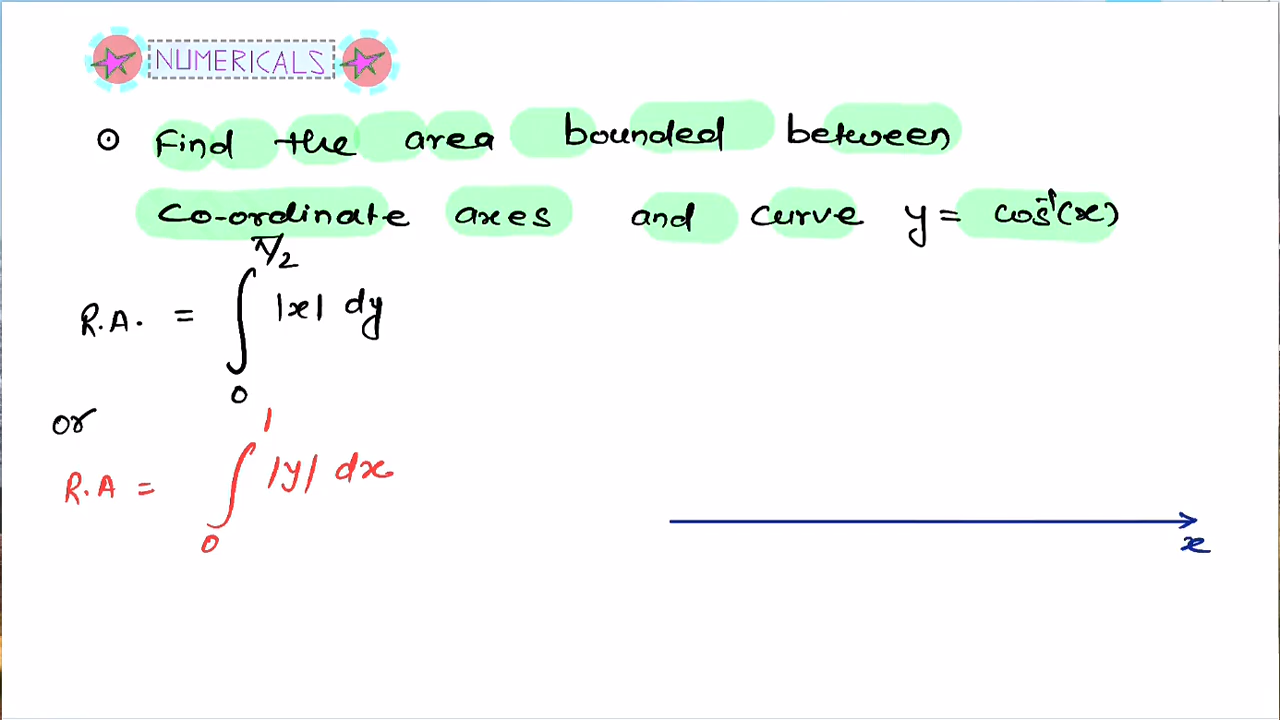 NUMERICALS
⊙ Find the area bounded between
Co-ordinate axes and curve y = cos⁻¹(x)
R.A. = ∫₀^{π/2} |x| dy
or
R.A = ∫₀^{1} |y| dx
x